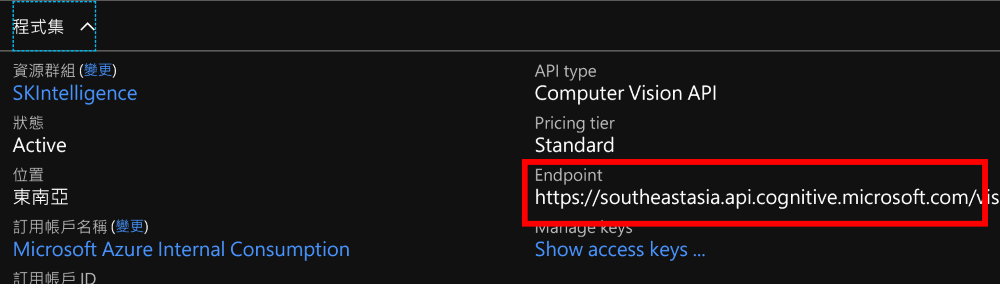 程式集
資源群組 (變更)
SKIntelligence
狀態
Active
位置
東南亞
訂用帳戶名稱 (變更)
Microsoft Azure Internal Consumption
訂用帳戶 ID
API type
Computer Vision API
Pricing tier
Standard
Endpoint
https://southeastasia.api.cognitive.microsoft.com/vis
Manage keys
Show access keys ...